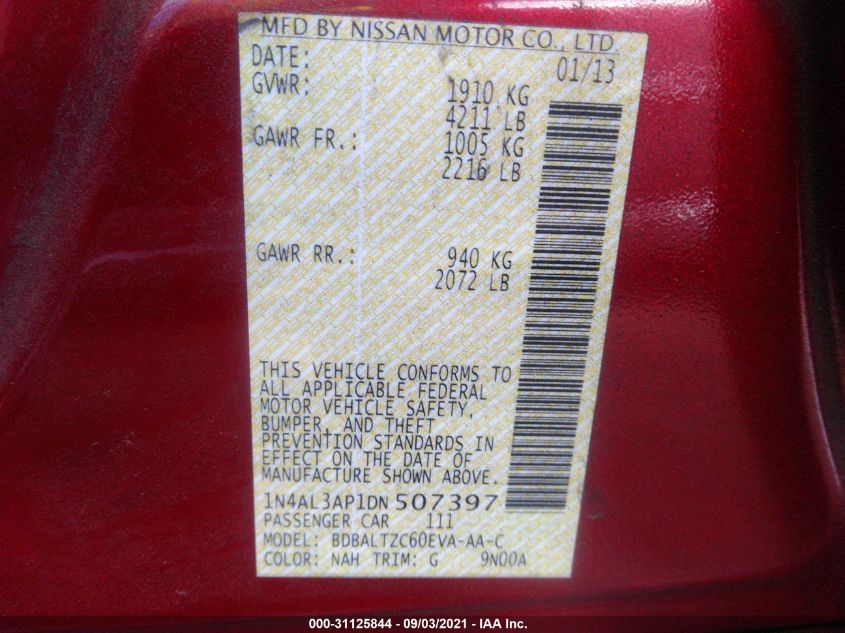 MFD BY NISSAN MOTOR CO., LTD.
DATE: 01/13
GVWR: 1910 KG
4211 LB
GAWR FR.: 1005 KG
2216 LB
GAWR RR.: 940 KG
2072 LB
THIS VEHICLE CONFORMS TO
ALL APPLICABLE FEDERAL
MOTOR VEHICLE SAFETY,
BUMPER, AND THEFT
PREVENTION STANDARDS IN
EFFECT ON THE DATE OF
MANUFACTURE SHOWN ABOVE.
1N4AL3AP1DN 507397
PASSENGER CAR 111
MODEL: BDBALTZC60EVA-AA-C
COLOR: NAH TRIM: G 9N00A
000-31125844 - 09/03/2021 - IAA Inc.